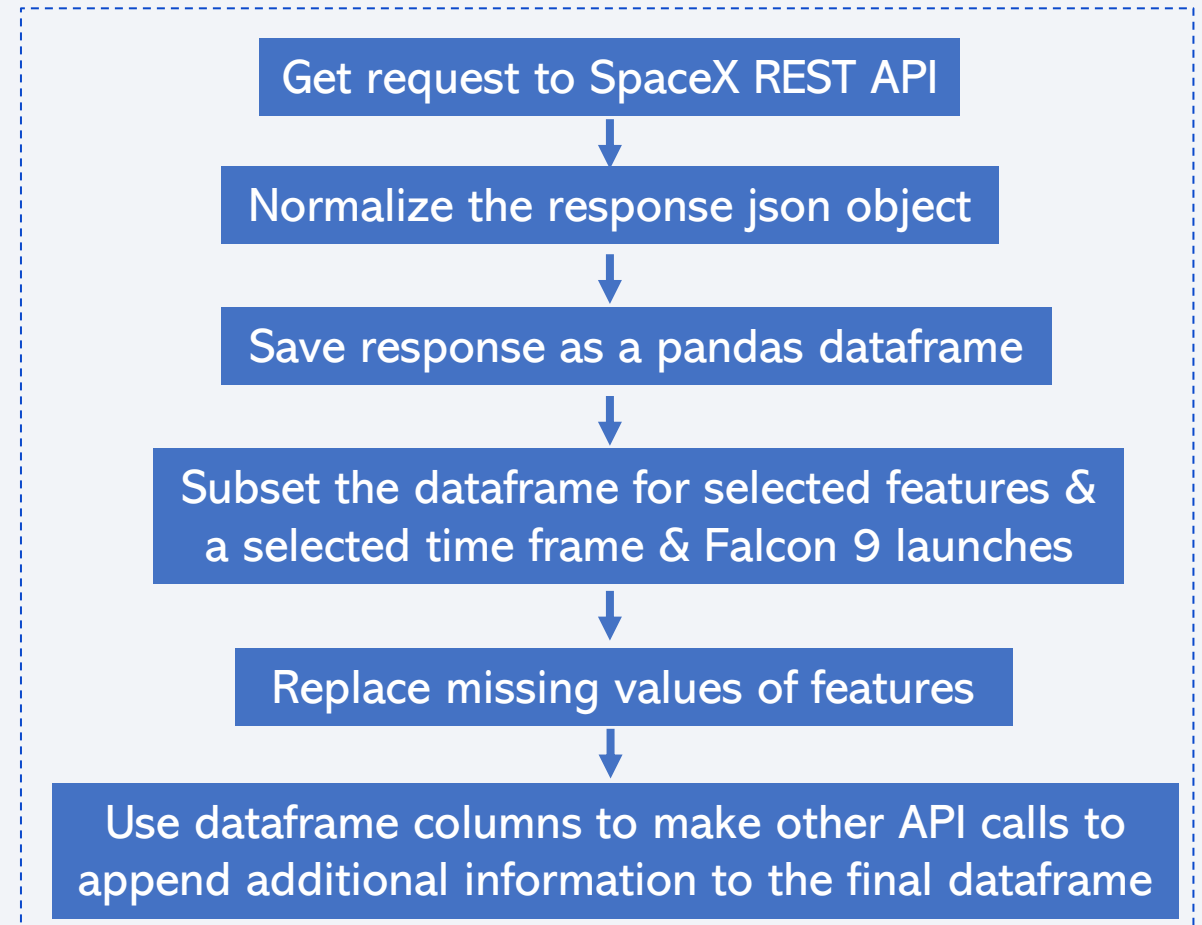 Get request to SpaceX REST API
Normalize the response json object
Save response as a pandas dataframe
Subset the dataframe for selected features &
a selected time frame & Falcon 9 launches
Replace missing values of features
Use dataframe columns to make other API calls to
append additional information to the final dataframe